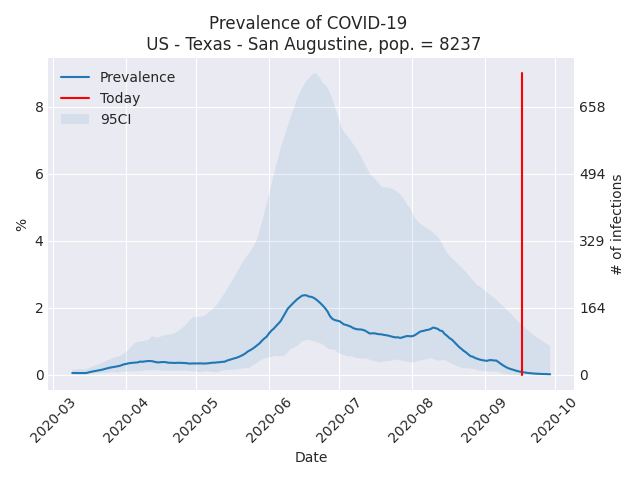 Prevalence of COVID-19
US - Texas - San Augustine, pop. = 8237
Prevalence
Today
95CI
8
6
4
2
0
%
658
494
329
164
0
# of infections
2020-03
2020-04
2020-05
2020-06
2020-07
2020-08
2020-09
2020-10
Date